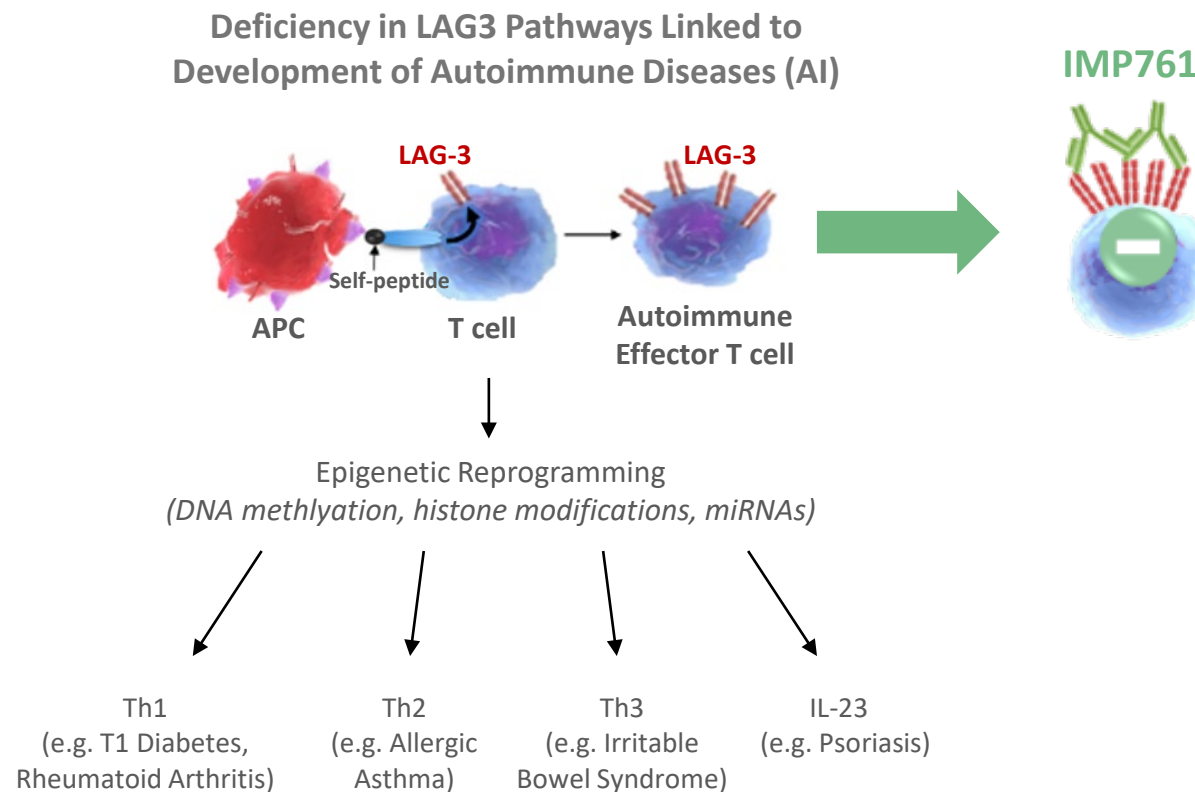 Deficiency in LAG3 Pathways Linked to
Development of Autoimmune Diseases (AI)
IMP761
LAG-3
LAG-3
Self-peptide
APC
T cell
Autoimmune
Effector T cell
Epigenetic Reprogramming
(DNA methlyation, histone modifications, miRNAs)
Th1
(e.g. T1 Diabetes,
Rheumatoid Arthritis)
Th2
(e.g. Allergic
Asthma)
Th3
(e.g. Irritable
Bowel Syndrome)
IL-23
(e.g. Psoriasis)